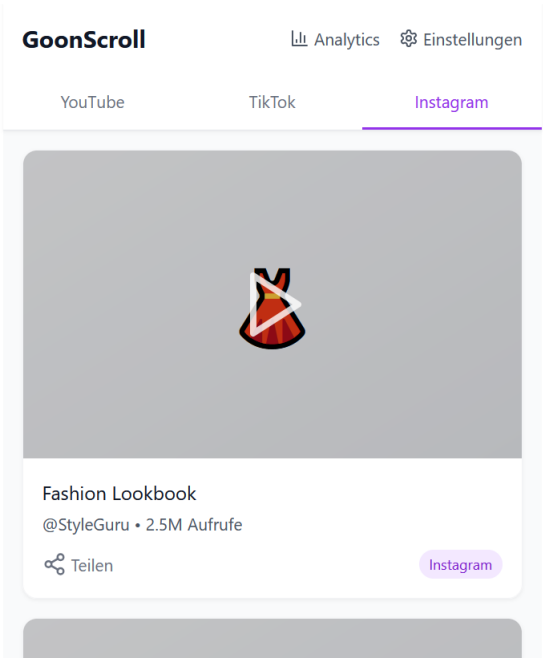 GoonScroll
Analytics
Einstellungen
YouTube
TikTok
Instagram
Fashion Lookbook
@StyleGuru • 2.5M Aufrufe
Teilen
Instagram